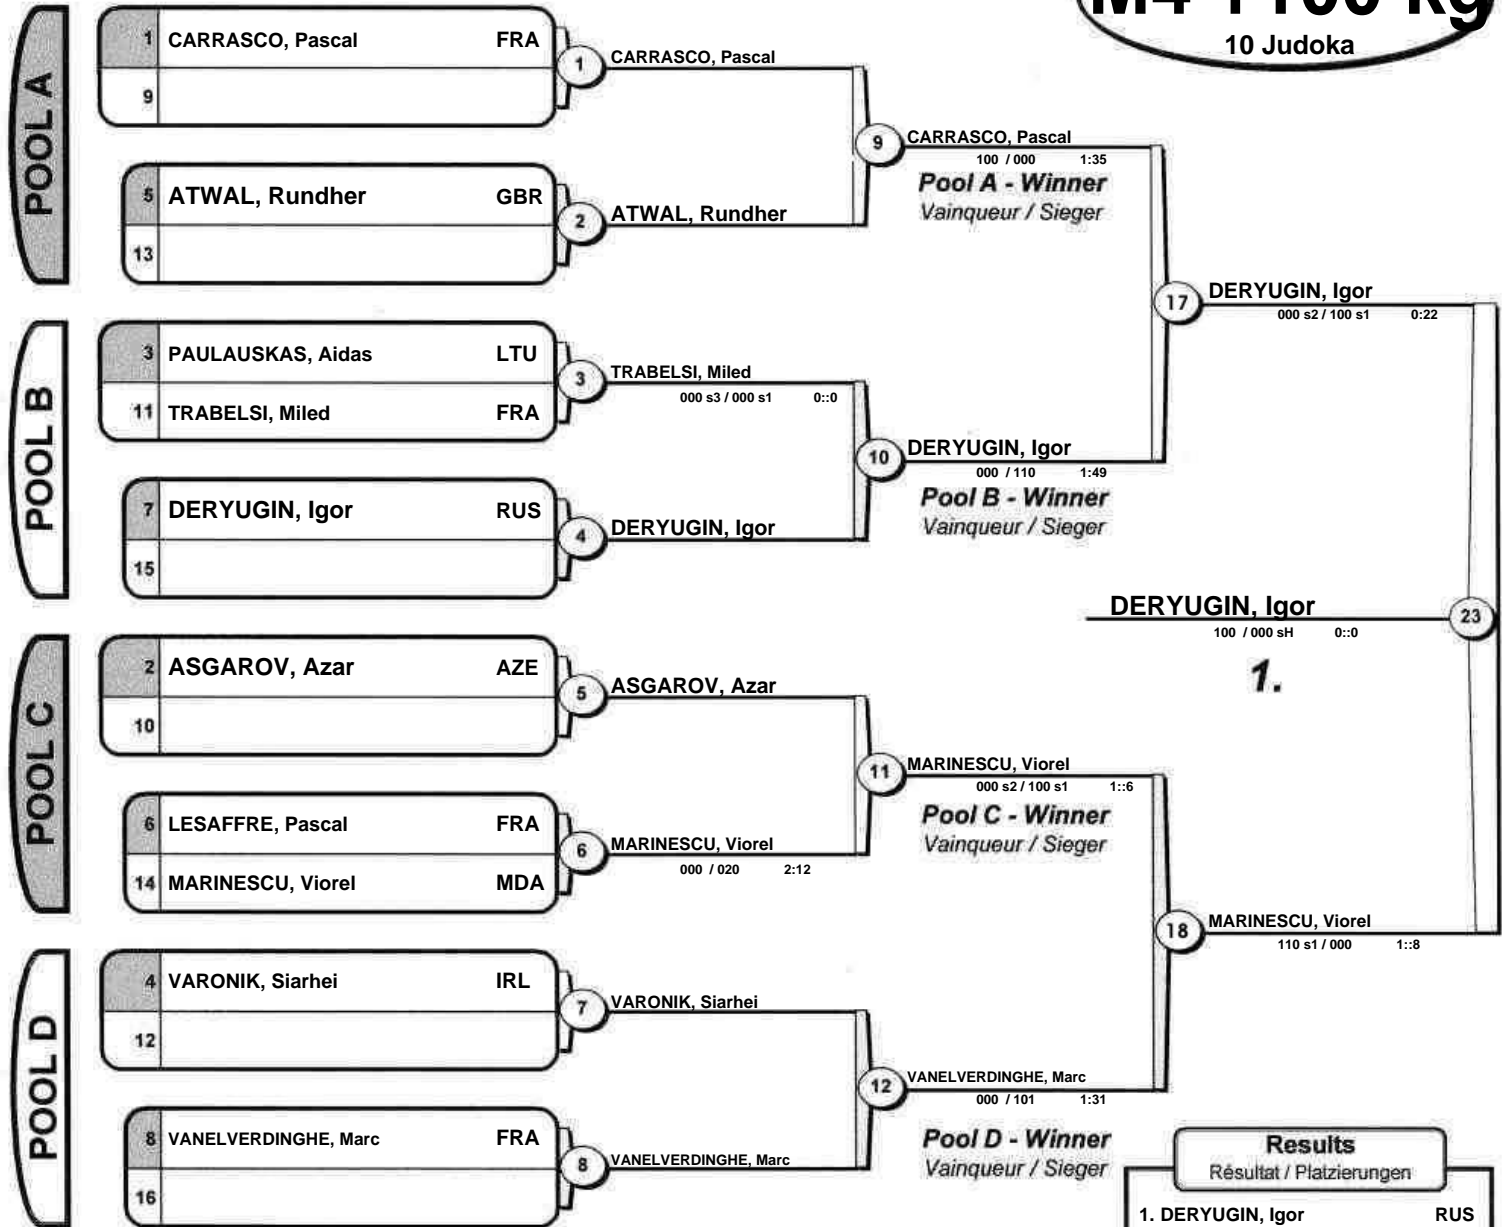 M4 +100 kg
10 Judoka
POOL A
1 CARRASCO, Pascal FRA
9
5 ATWAL, Rundher GBR
13
1 CARRASCO, Pascal
2 ATWAL, Rundher
9 CARRASCO, Pascal
100 / 000 1:35
Pool A - Winner
Vainqueur / Sieger
POOL B
3 PAULAUSKAS, Aidas LTU
11 TRABELSI, Miled FRA
7 DERYUGIN, Igor RUS
15
3 TRABELSI, Miled
000 s3 / 000 s1 0::0
4 DERYUGIN, Igor
10 DERYUGIN, Igor
000 / 110 1:49
Pool B - Winner
Vainqueur / Sieger
17 DERYUGIN, Igor
000 s2 / 100 s1 0:22
DERYUGIN, Igor 23
100 / 000 sH 0::0
1.
POOL C
2 ASGAROV, Azar AZE
10
6 LESAFFRE, Pascal FRA
14 MARINESCU, Viorel MDA
5 ASGAROV, Azar
6 MARINESCU, Viorel
000 / 020 2:12
11 MARINESCU, Viorel
000 s2 / 100 s1 1::6
Pool C - Winner
Vainqueur / Sieger
POOL D
4 VARONIK, Siarhei IRL
12
8 VANELVERDINGHE, Marc FRA
16
7 VARONIK, Siarhei
8 VANELVERDINGHE, Marc
12 VANELVERDINGHE, Marc
000 / 101 1:31
Pool D - Winner
Vainqueur / Sieger
18 MARINESCU, Viorel
110 s1 / 000 1::8
Results
Résultat / Platzierungen
1. DERYUGIN, Igor RUS